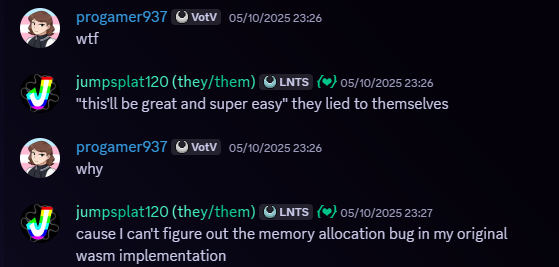 progamer937 VotV 05/10/2025 23:26
wtf
jumpsplat120 (they/them) LNTS {❤} 05/10/2025 23:26
"this'll be great and super easy" they lied to themselves
progamer937 VotV 05/10/2025 23:26
why
jumpsplat120 (they/them) LNTS {❤} 05/10/2025 23:27
cause I can't figure out the memory allocation bug in my original
wasm implementation